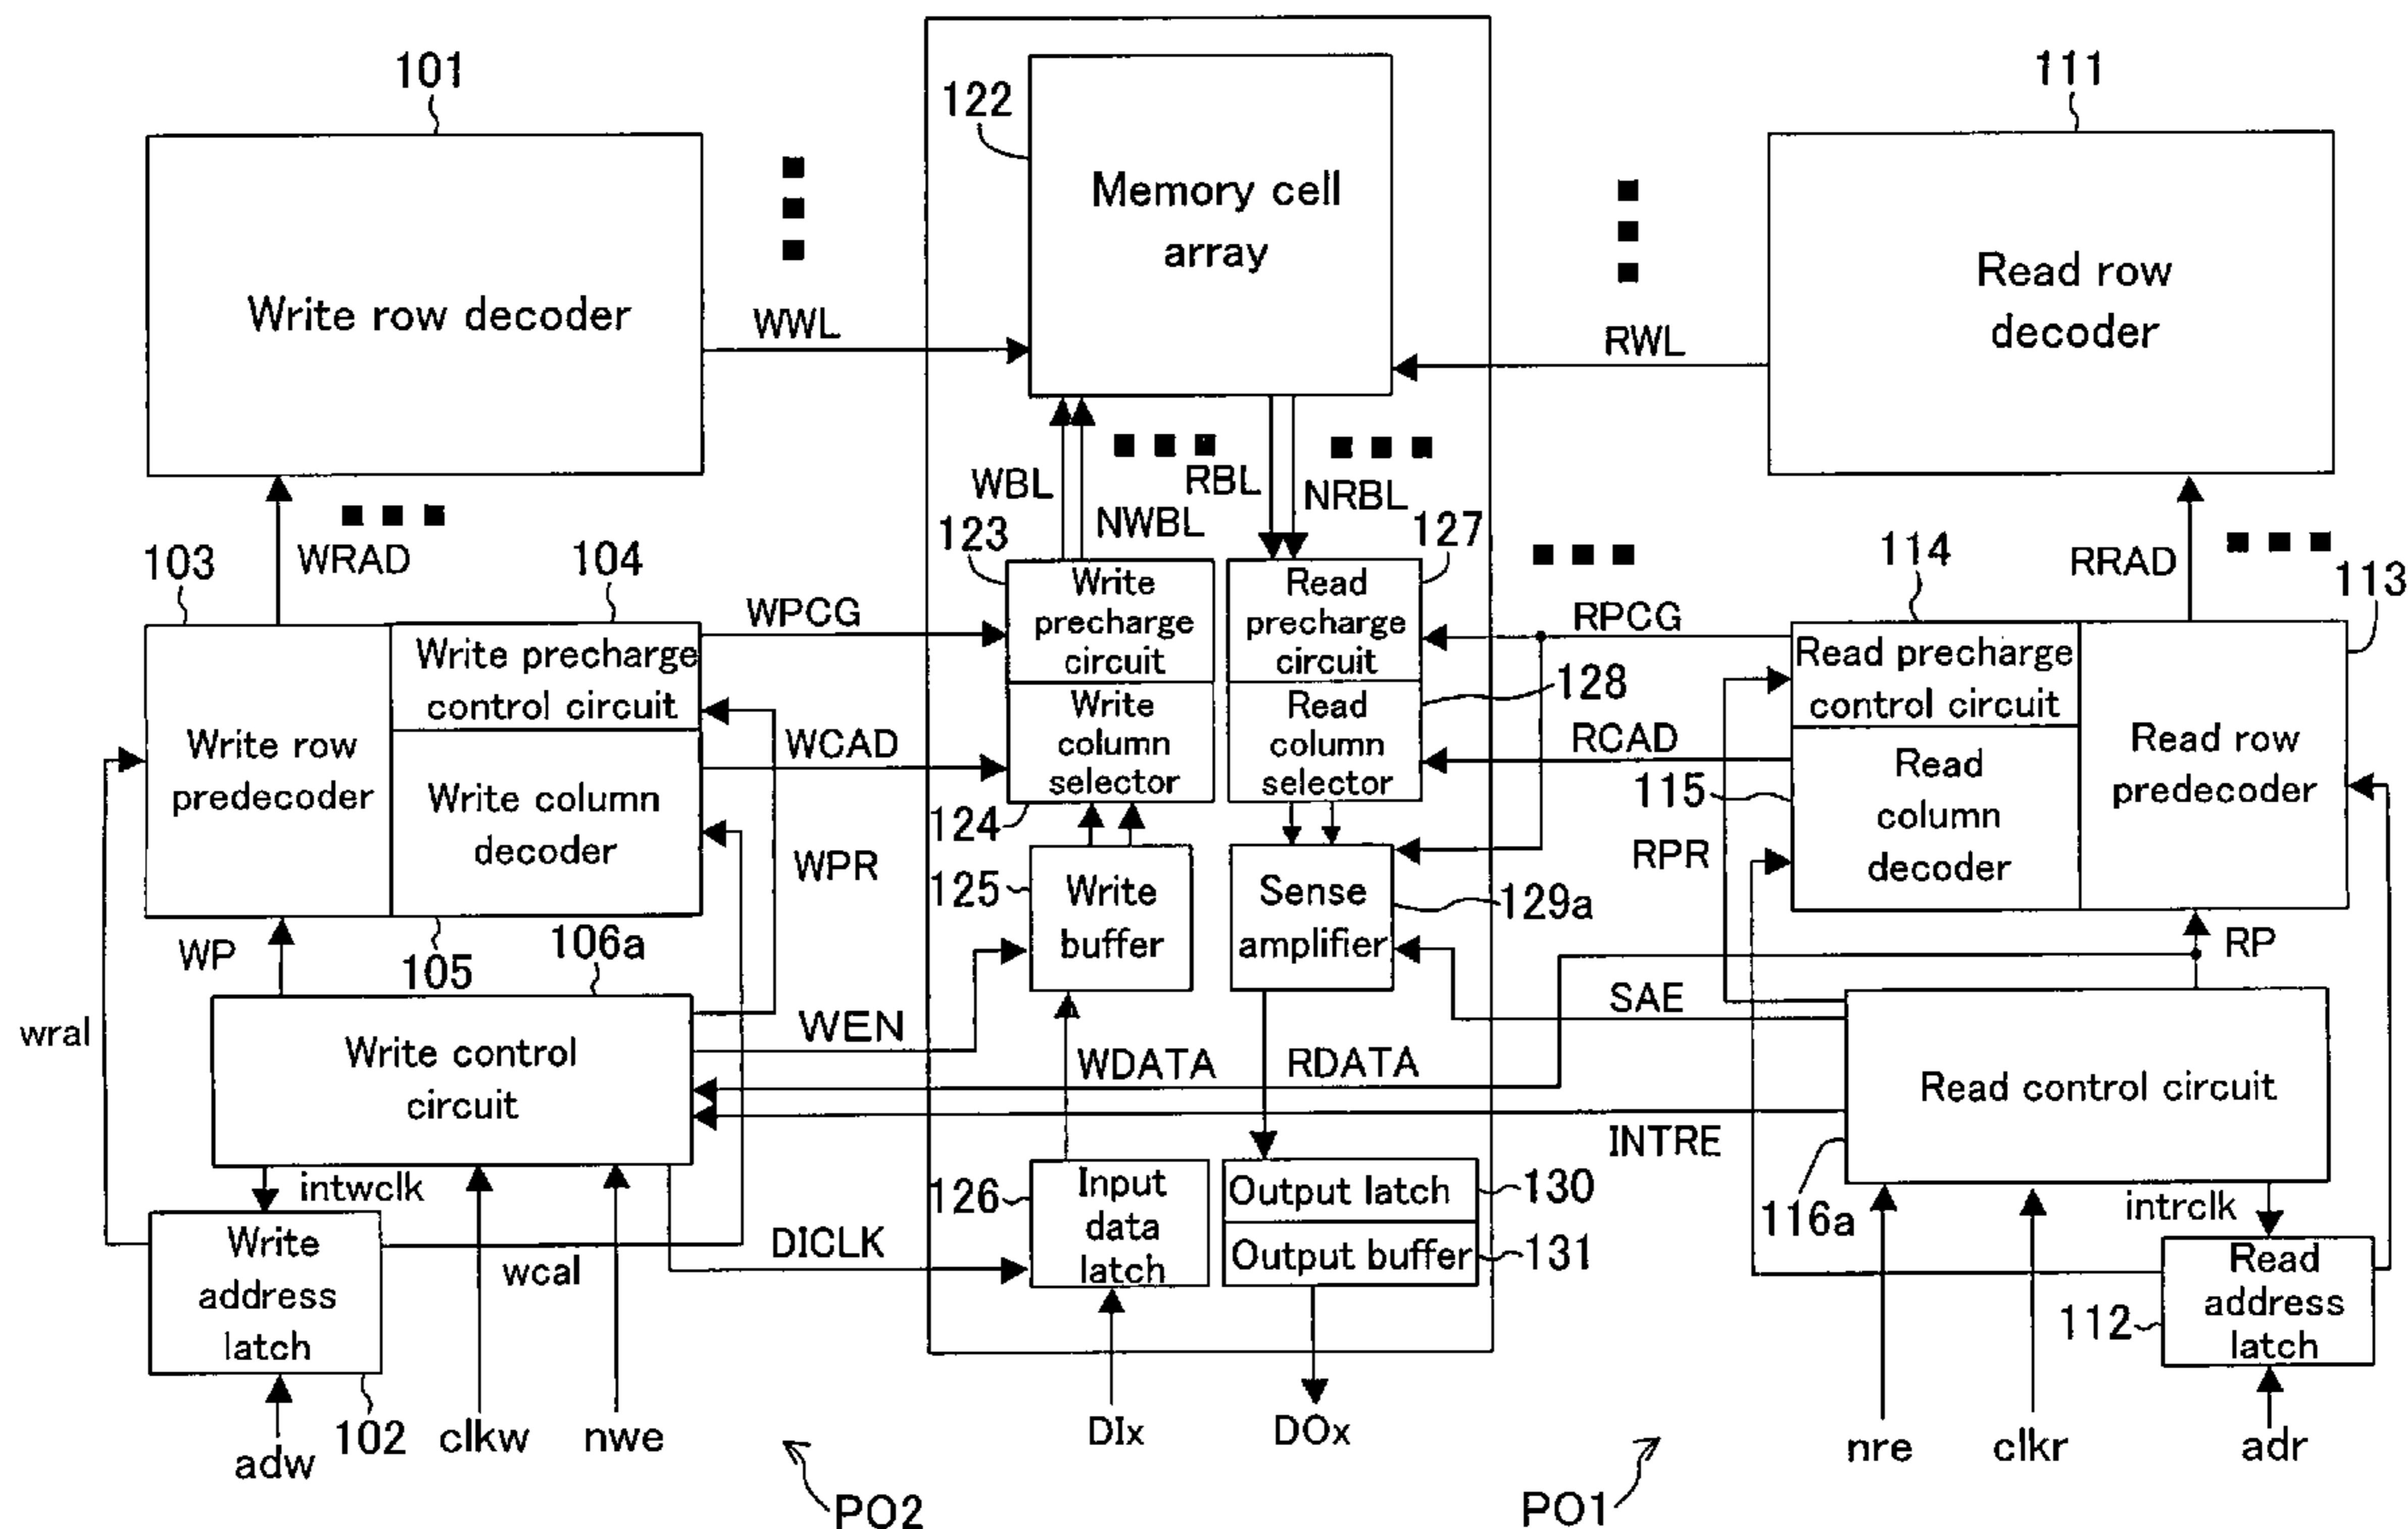 101
111
122
Memory cell
array
Write row decoder
Read row
decoder
WWL
RWL
WBL
NWBL
RBL
NRBL
WRAD
RRAD
103
104
123
127
114
113
Write row
predecoder
Write precharge
control circuit
Write column
decoder
WPCG
WCAD
WPR
Write
precharge
circuit
Write
column
selector
Read
precharge
circuit
Read
column
selector
128
RPCG
RCAD
RPR
Read precharge
control circuit
Read
column
decoder
115
Read row
predecoder
124
125
Write
buffer
Sense
amplifier
129a
WP
105
106a
RP
wral
Write control
circuit
WEN
WDATA
RDATA
SAE
INTRE
Read control circuit
116a
intwclk
intrclk
Write
address
latch
102
wcal
DICLK
126
Input
data
latch
Output latch
130
Output buffer
131
Read
address
latch
112
adw
clkw
nwe
DIx
DOx
nre
clkr
adr
PO2
PO1